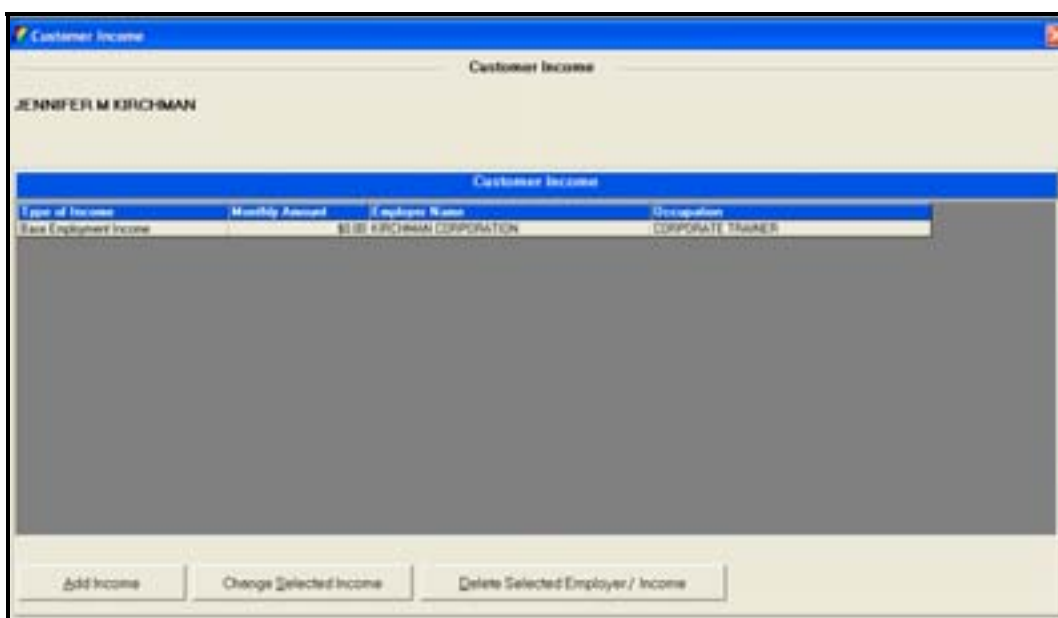 Customer Income
Customer Income
JENNIFER M KIRCHMAN
Customer Income
Type of Income Monthly Amount Employer Name Occupation
Base Employment Income $0.00 KIRCHMAN CORPORATION CORPORATE TRAINER
Add Income Change Selected Income Delete Selected Employer / Income